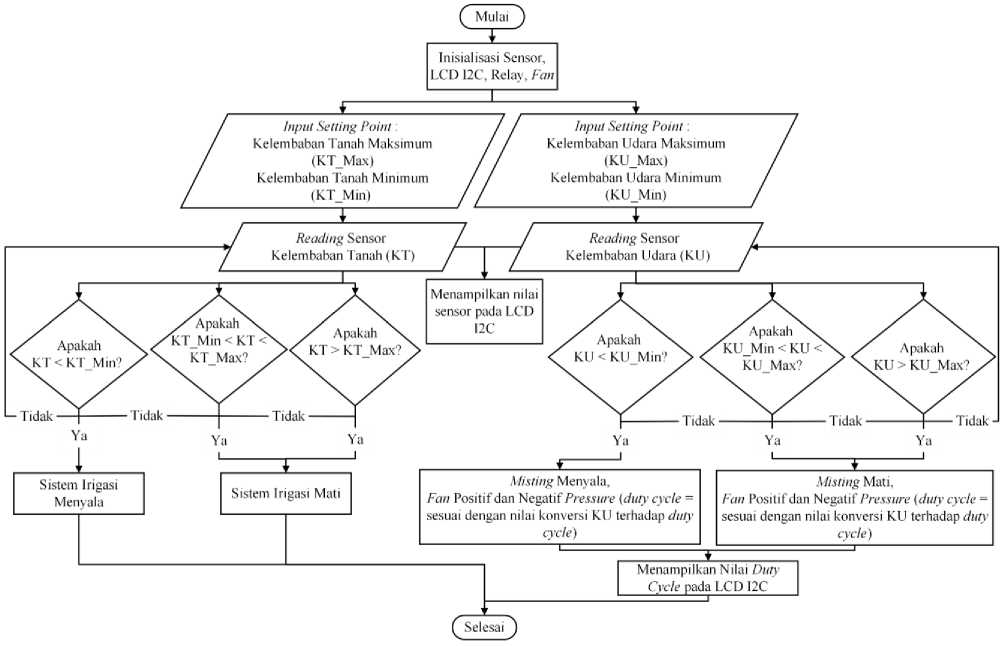 Mulai
Inisialisasi Sensor,
LCD I2C, Relay, Fan
Input Setting Point :
Kelembaban Tanah Maksimum
(KT_Max)
Kelembaban Tanah Minimum
(KT_Min)
Input Setting Point :
Kelembaban Udara Maksimum
(KU_Max)
Kelembaban Udara Minimum
(KU_Min)
Reading Sensor
Kelembaban Tanah (KT)
Reading Sensor
Kelembaban Udara (KU)
Menampilkan nilai
sensor pada LCD
I2C
Apakah
KT < KT_Min?
Apakah
KT_Min < KT <
KT_Max?
Apakah
KT > KT_Max?
Apakah
KU < KU_Min?
Apakah
KU_Min < KU <
KU_Max?
Apakah
KU > KU_Max?
Tidak
Tidak
Tidak
Tidak
Tidak
Tidak
Ya
Ya
Ya
Ya
Ya
Ya
Sistem Irigasi
Menyala
Sistem Irigasi Mati
Misting Menyala,
Fan Positif dan Negatif Pressure (duty cycle =
sesuai dengan nilai konversi KU terhadap duty
cycle)
Misting Mati,
Fan Positif dan Negatif Pressure (duty cycle =
sesuai dengan nilai konversi KU terhadap duty
cycle)
Menampilkan Nilai Duty
Cycle pada LCD I2C
Selesai